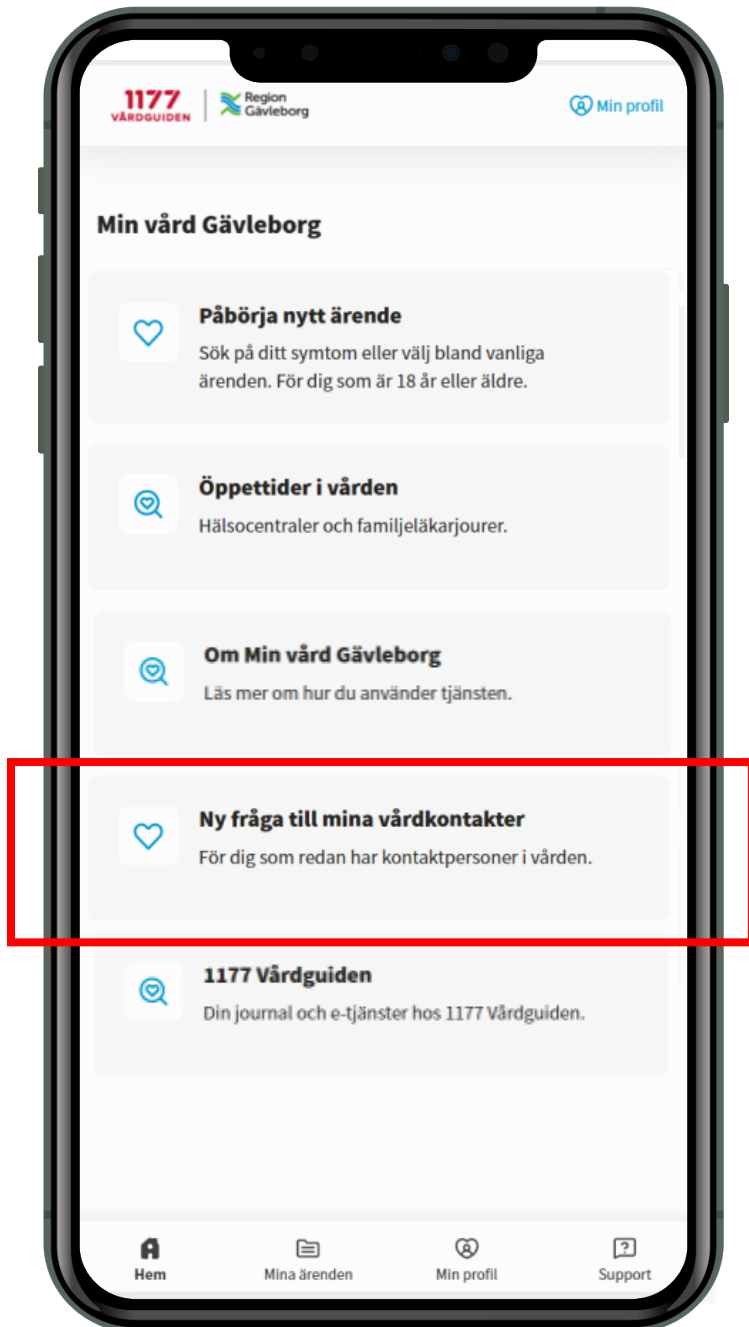 1177
VÅRDGUIDEN
Region
Gävleborg
Min profil
Min vård Gävleborg
Påbörja nytt ärende
Sök på ditt symtom eller välj bland vanliga
ärenden. För dig som är 18 år eller äldre.
Öppettider i vården
Hälsocentraler och familjeläkarjourer.
Om Min vård Gävleborg
Läs mer om hur du använder tjänsten.
Ny fråga till mina vårdkontakter
För dig som redan har kontaktpersoner i vården.
1177 Vårdguiden
Din journal och e-tjänster hos 1177 Vårdguiden.
Hem
Mina ärenden
Min profil
Support